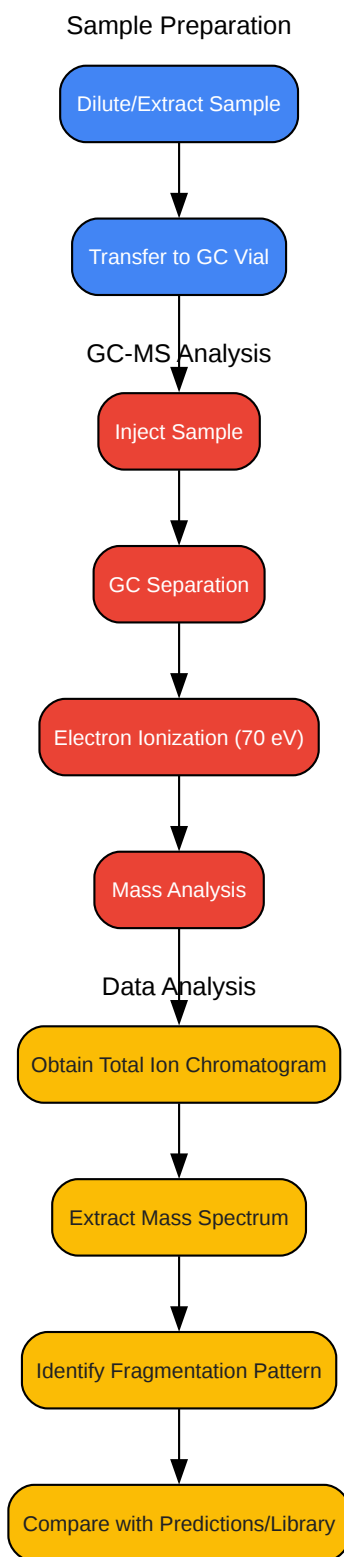 Sample Preparation
Dilute/Extract Sample
Transfer to GC Vial
GC-MS Analysis
Inject Sample
GC Separation
Electron Ionization (70 eV)
Mass Analysis
Data Analysis
Obtain Total Ion Chromatogram
Extract Mass Spectrum
Identify Fragmentation Pattern
Compare with Predictions/Library